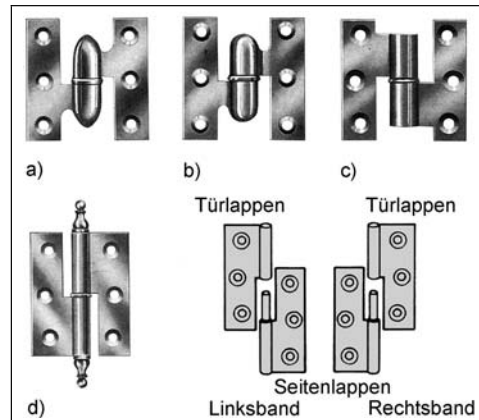 a)
b)
c)
Türlappen
Türlappen
d)
Seitenlappen
Linksband
Rechtsband